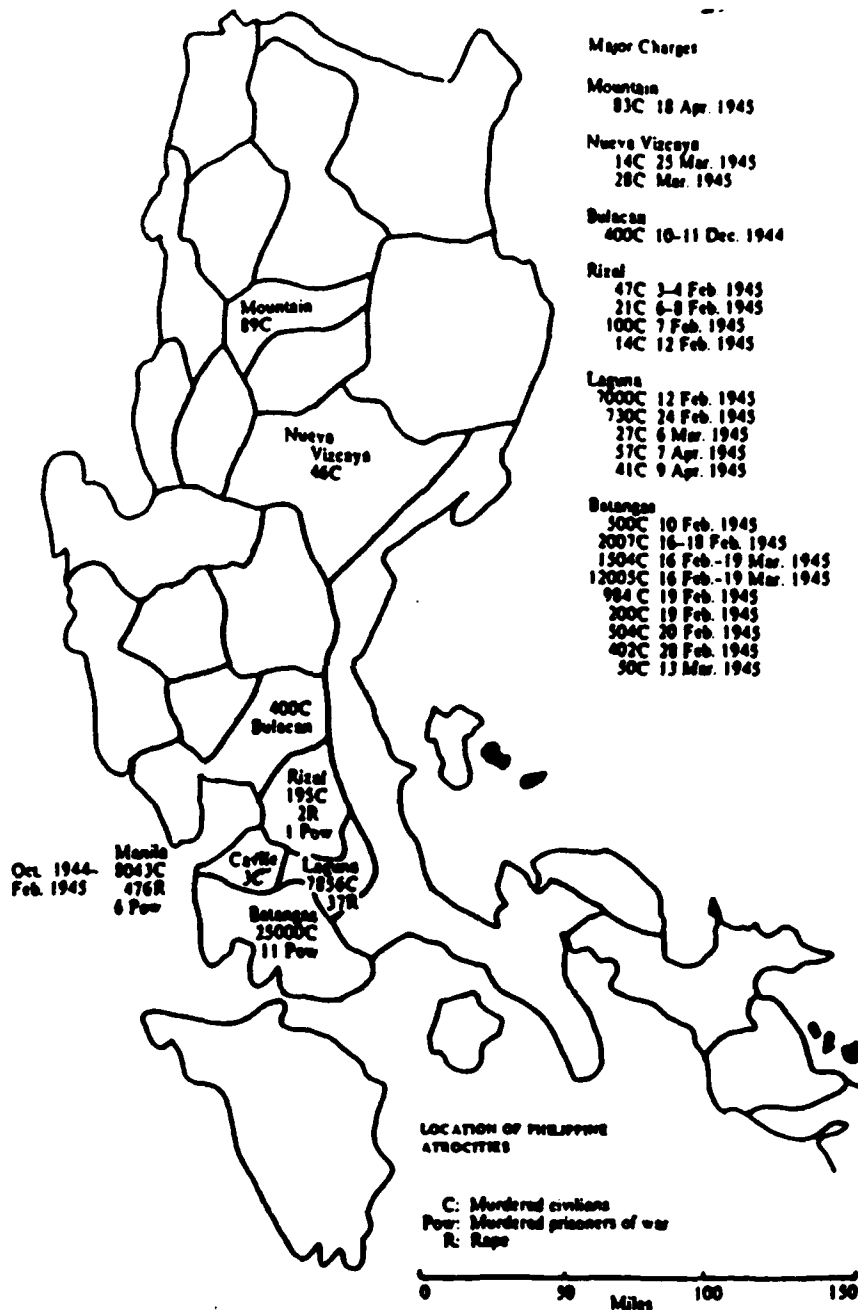 Major Charges
Mountain
83C 18 Apr. 1945
Nueva Vizcaya
14C 25 Mar. 1945
28C Mar. 1945
Bulacan
400C 10-11 Dec. 1944
Rizal
47C 3-4 Feb. 1945
21C 6-8 Feb. 1945
100C 7 Feb. 1945
14C 12 Feb. 1945
Laguna
7000C 12 Feb. 1945
730C 24 Feb. 1945
27C 6 Mar. 1945
57C 7 Apr. 1945
41C 9 Apr. 1945
Batangas
500C 10 Feb. 1945
2007C 16-18 Feb. 1945
1504C 16 Feb.-19 Mar. 1945
12005C 16 Feb.-19 Mar. 1945
984 C 19 Feb. 1945
200C 19 Feb. 1945
504C 20 Feb. 1945
402C 28 Feb. 1945
50C 13 Mar. 1945
Mountain
89C
Nueva
Vizcaya
46C
400C
Bulacan
Rizal
195C
2R
1 Pow
Oct. 1944-
Feb. 1945
Manila
8043C
476R
6 Pow
Cavite
3C
Laguna
7856C
37R
Batangas
25000C
11 Pow
LOCATION OF PHILIPPINE
ATROCITIES
C: Murdered civilians
Pow: Murdered prisoners of war
R: Rape
0 50 100 150
Miles